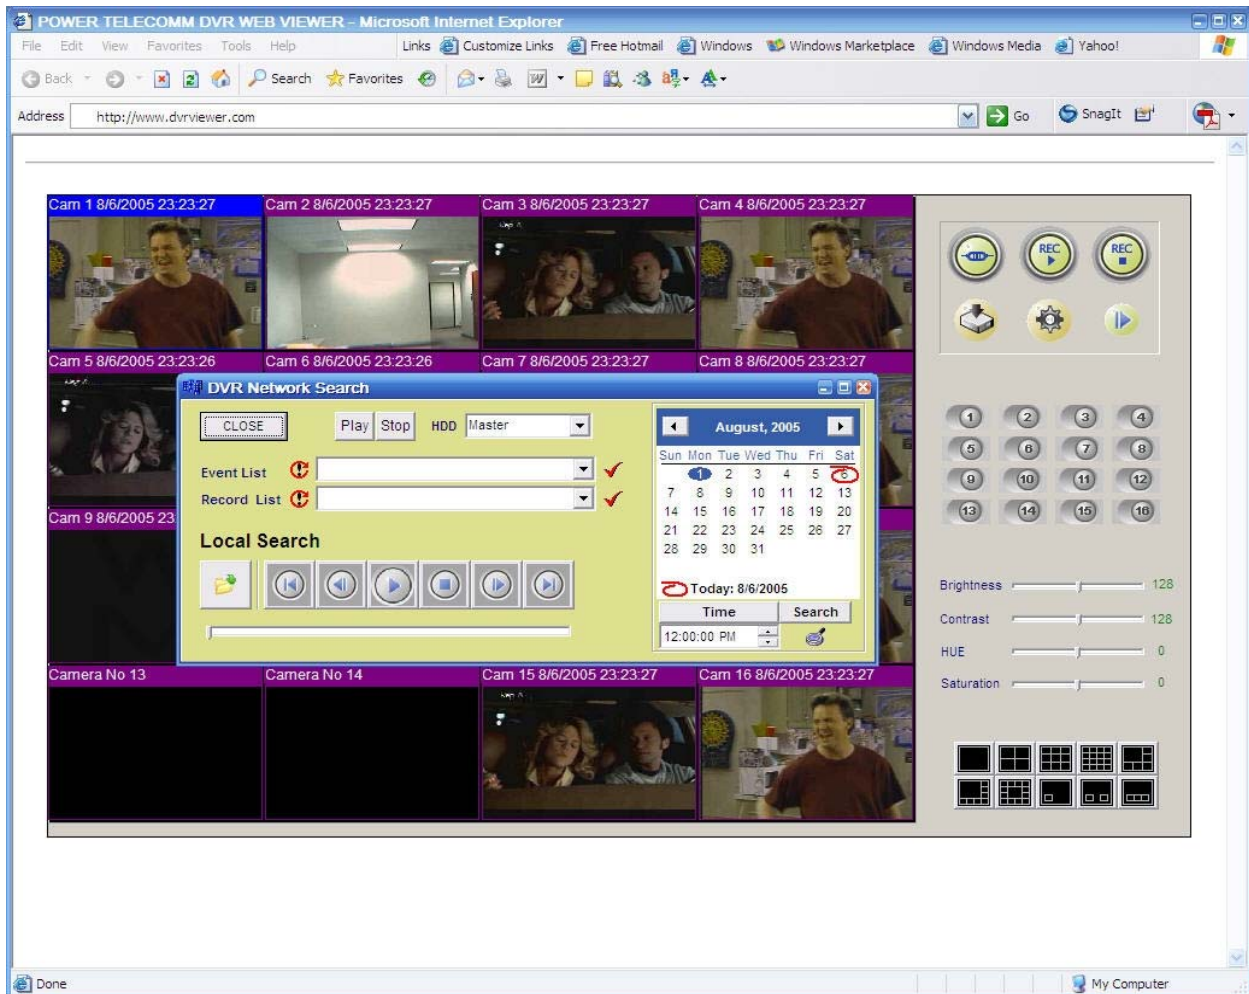 POWER TELECOMM DVR WEB VIEWER - Microsoft Internet Explorer
File Edit View Favorites Tools Help Links Customize Links Free Hotmail Windows Windows Marketplace Windows Media Yahoo!
Back Search Favorites
Address http://www.dvrviewer.com Go SnagIt
Cam 1 8/6/2005 23:23:27 Cam 2 8/6/2005 23:23:27 Cam 3 8/6/2005 23:23:27 Cam 4 8/6/2005 23:23:27
REC REC
Cam 5 8/6/2005 23:23:26 Cam 6 8/6/2005 23:23:26 Cam 7 8/6/2005 23:23:27 Cam 8 8/6/2005 23:23:27
DVR Network Search
CLOSE Play Stop HDD Master
Event List
Record List
August, 2005
Sun Mon Tue Wed Thu Fri Sat
1 2 3 4 5 6
7 8 9 10 11 12 13
14 15 16 17 18 19 20
21 22 23 24 25 26 27
28 29 30 31
Today: 8/6/2005
Time Search
12:00:00 PM
Cam 9 8/6/2005 23
Local Search
1 2 3 4
5 6 7 8
9 10 11 12
13 14 15 16
Brightness 128
Contrast 128
HUE 0
Saturation 0
Camera No 13 Camera No 14 Cam 15 8/6/2005 23:23:27 Cam 16 8/6/2005 23:23:27
Done My Computer